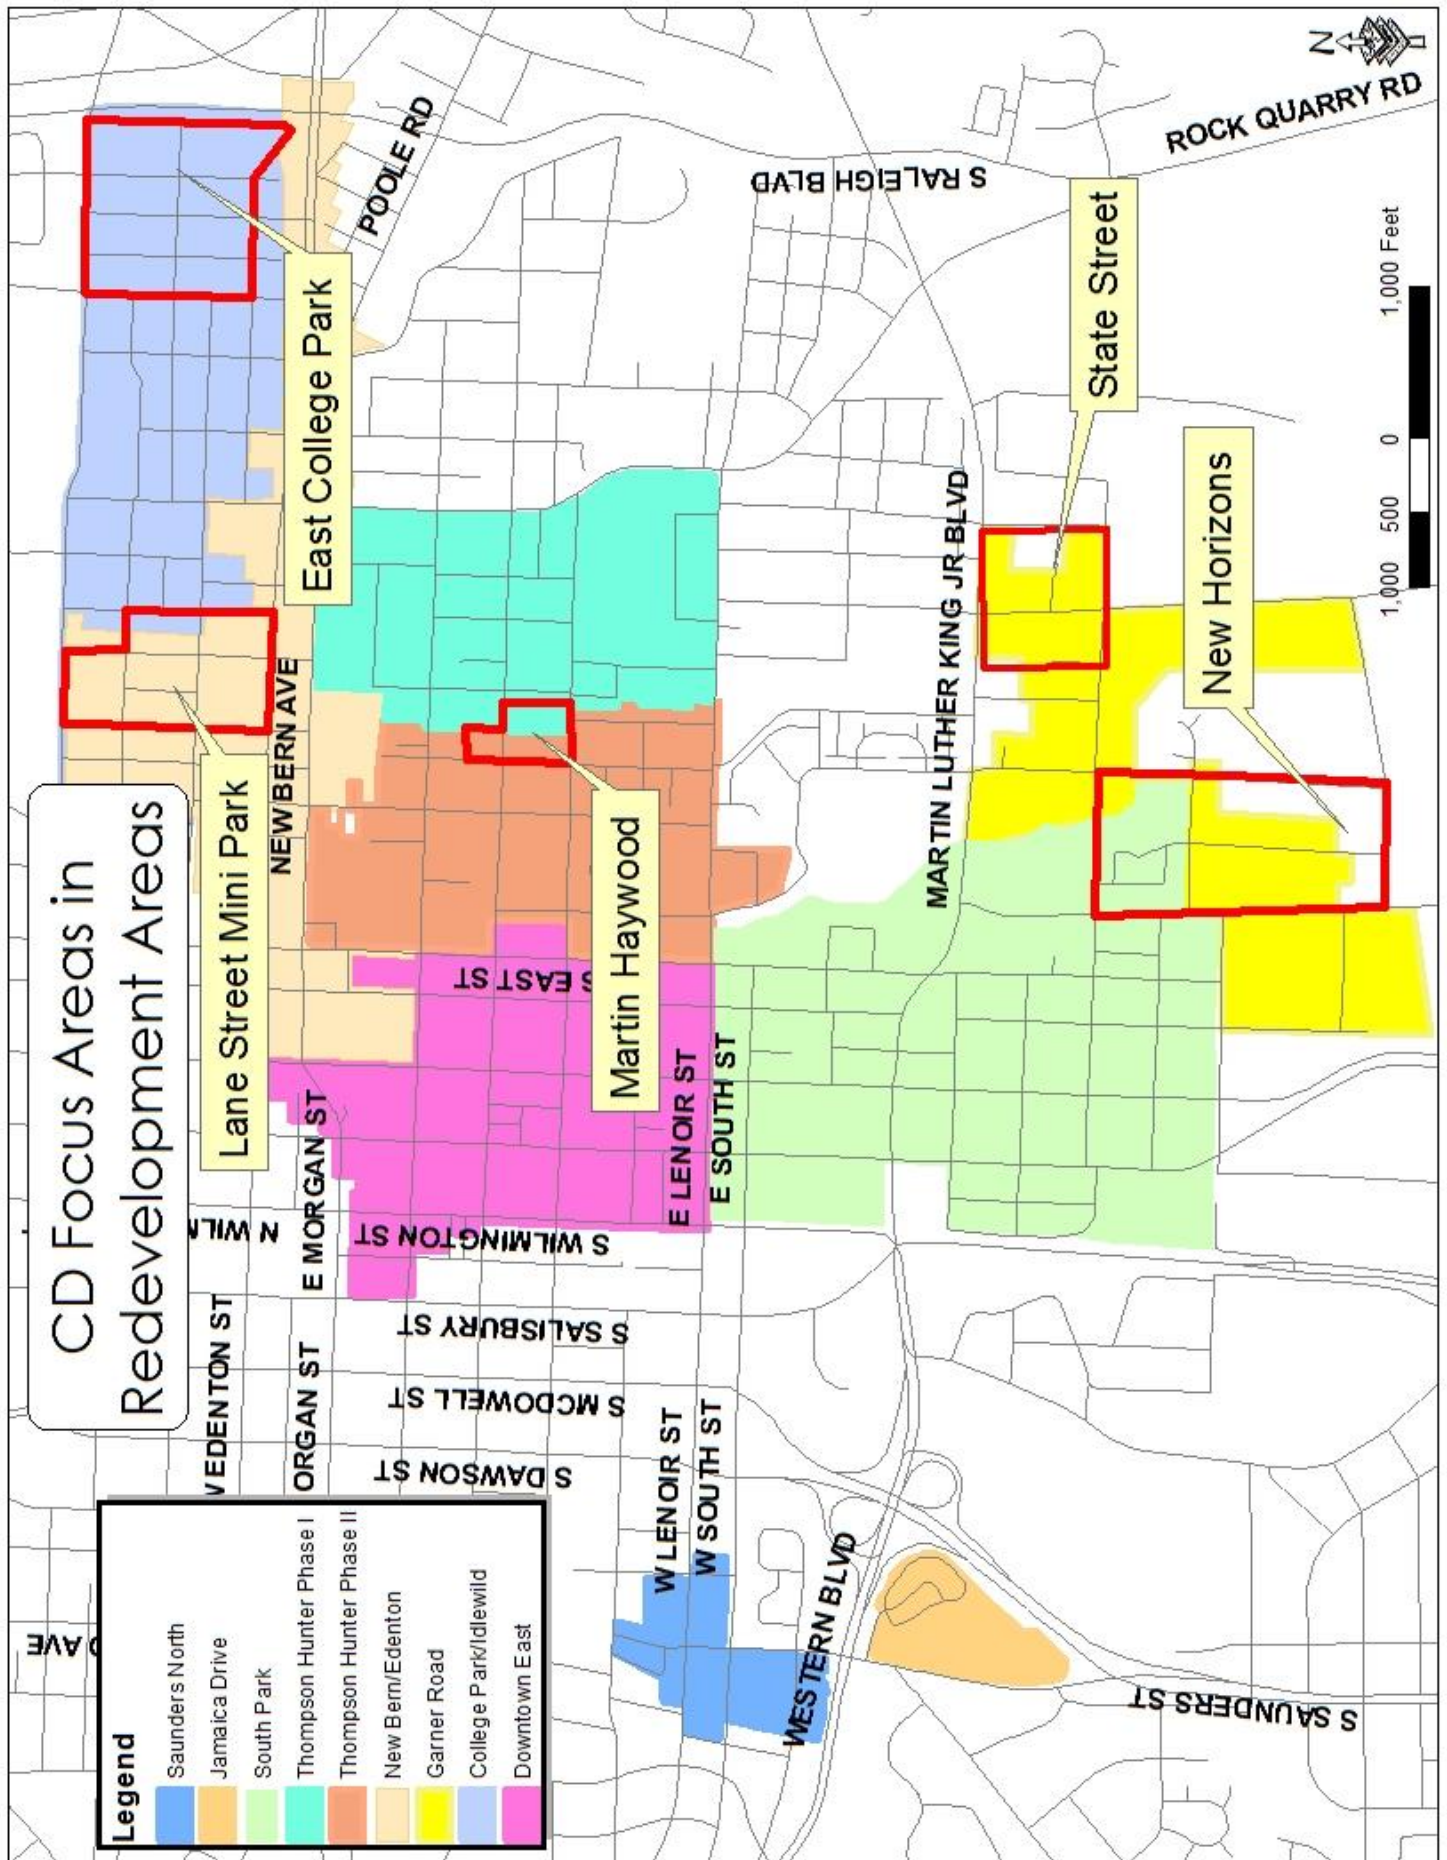 CD Focus Areas in
Redevelopment Areas
Legend
Saunders North
Jamaica Drive
South Park
Thompson Hunter Phase I
Thompson Hunter Phase II
New Bern/Edenton
Garner Road
College Park/Idlewild
Downtown East
AVE
EDENTON ST
ORGAN ST
S DAWSON ST
S MCDOWELL ST
S SALISBURY ST
N WILM
E MORGAN ST
S WILMINGTON ST
NEW BERN AVE
S EAST ST
Lane Street Mini Park
East College Park
Martin Haywood
POOLE RD
E LENOIR ST
E SOUTH ST
W LENOIR ST
W SOUTH ST
WESTERN BLVD
S RALEIGH BLVD
MARTIN LUTHER KING JR BLVD
State Street
New Horizons
ROCK QUARRY RD
S SAUNDERS ST
1,000 500 0 1,000 Feet
N